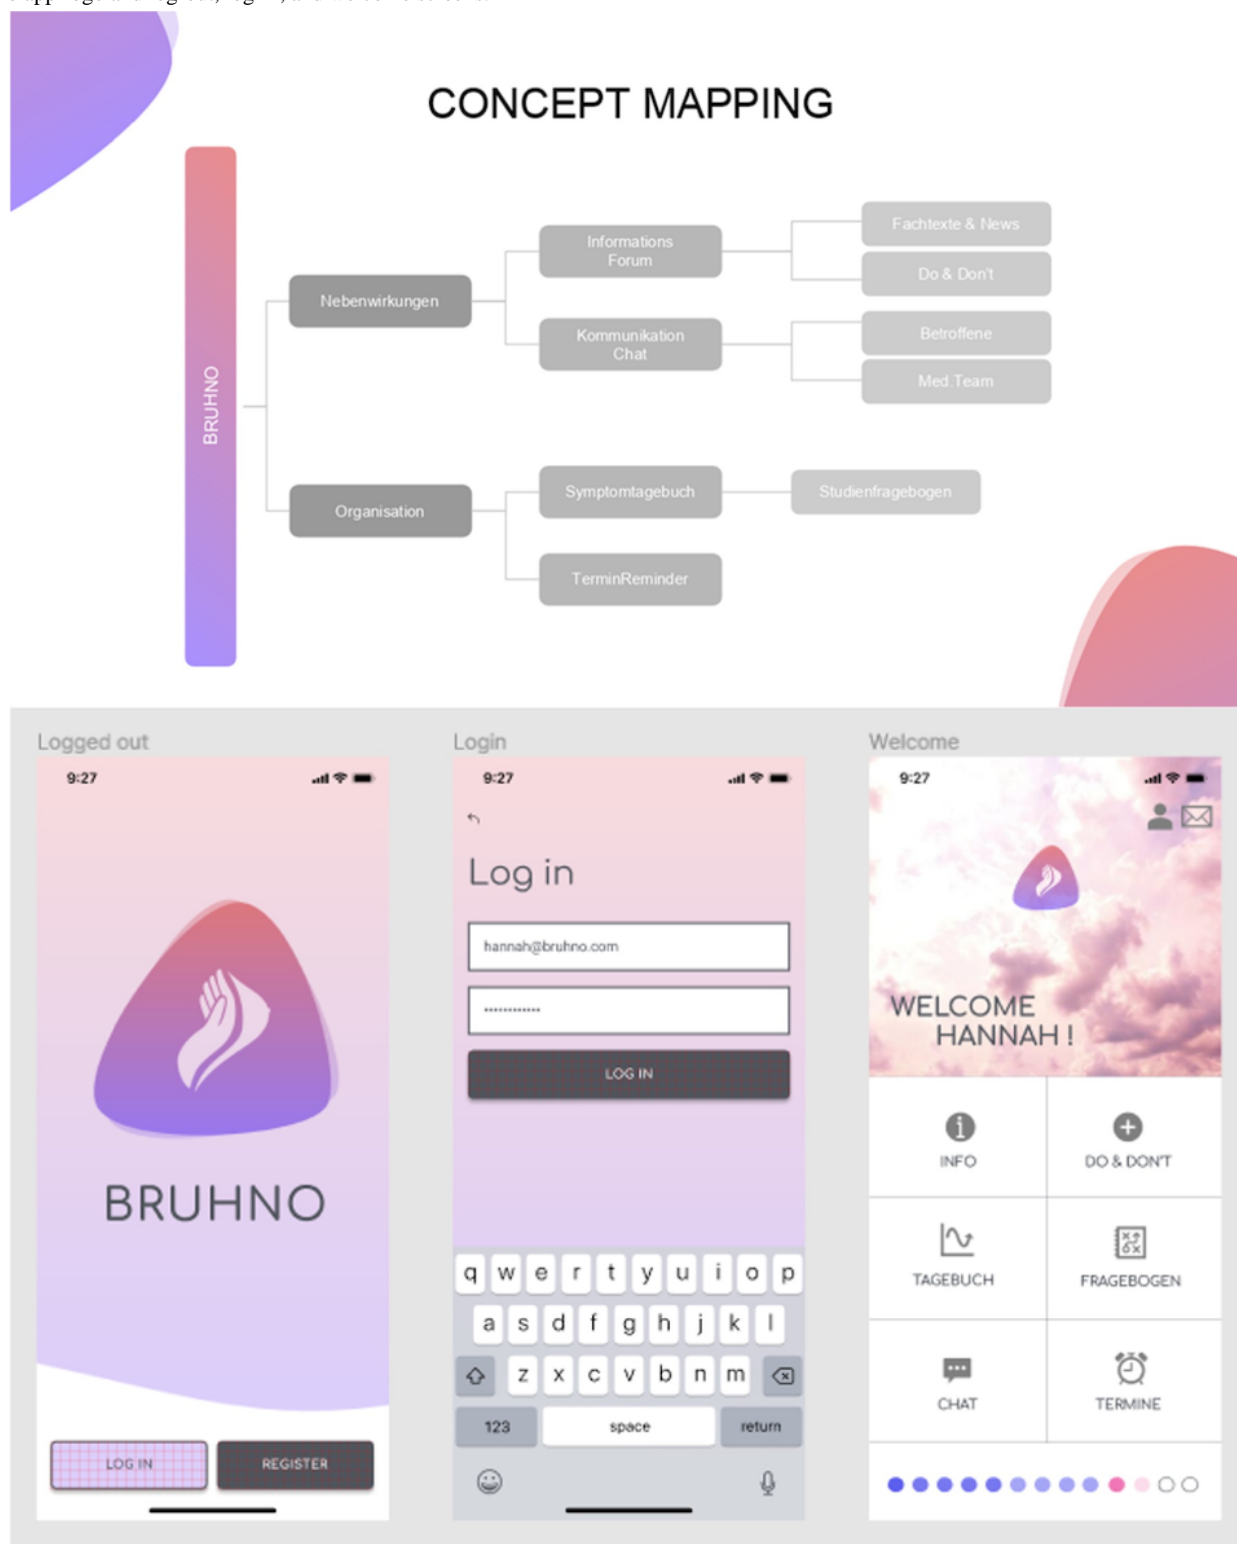 CONCEPT MAPPING
BRUHNO
Nebenwirkungen
Informations
Forum
Fachtexte & News
Do & Don't
Kommunikation
Chat
Betroffene
Med.Team
Organisation
Symptomtagebuch
Studienfragebogen
TerminReminder
Logged out
9:27
BRUHNO
LOG IN
REGISTER
Login
9:27
Log in
hannah@bruhno.com
LOG IN
q w e r t y u i o p
a s d f g h j k l
z x c v b n m
123 space return
Welcome
9:27
WELCOME
HANNAH !
INFO
DO & DON'T
TAGEBUCH
FRAGEBOGEN
CHAT
TERMINE